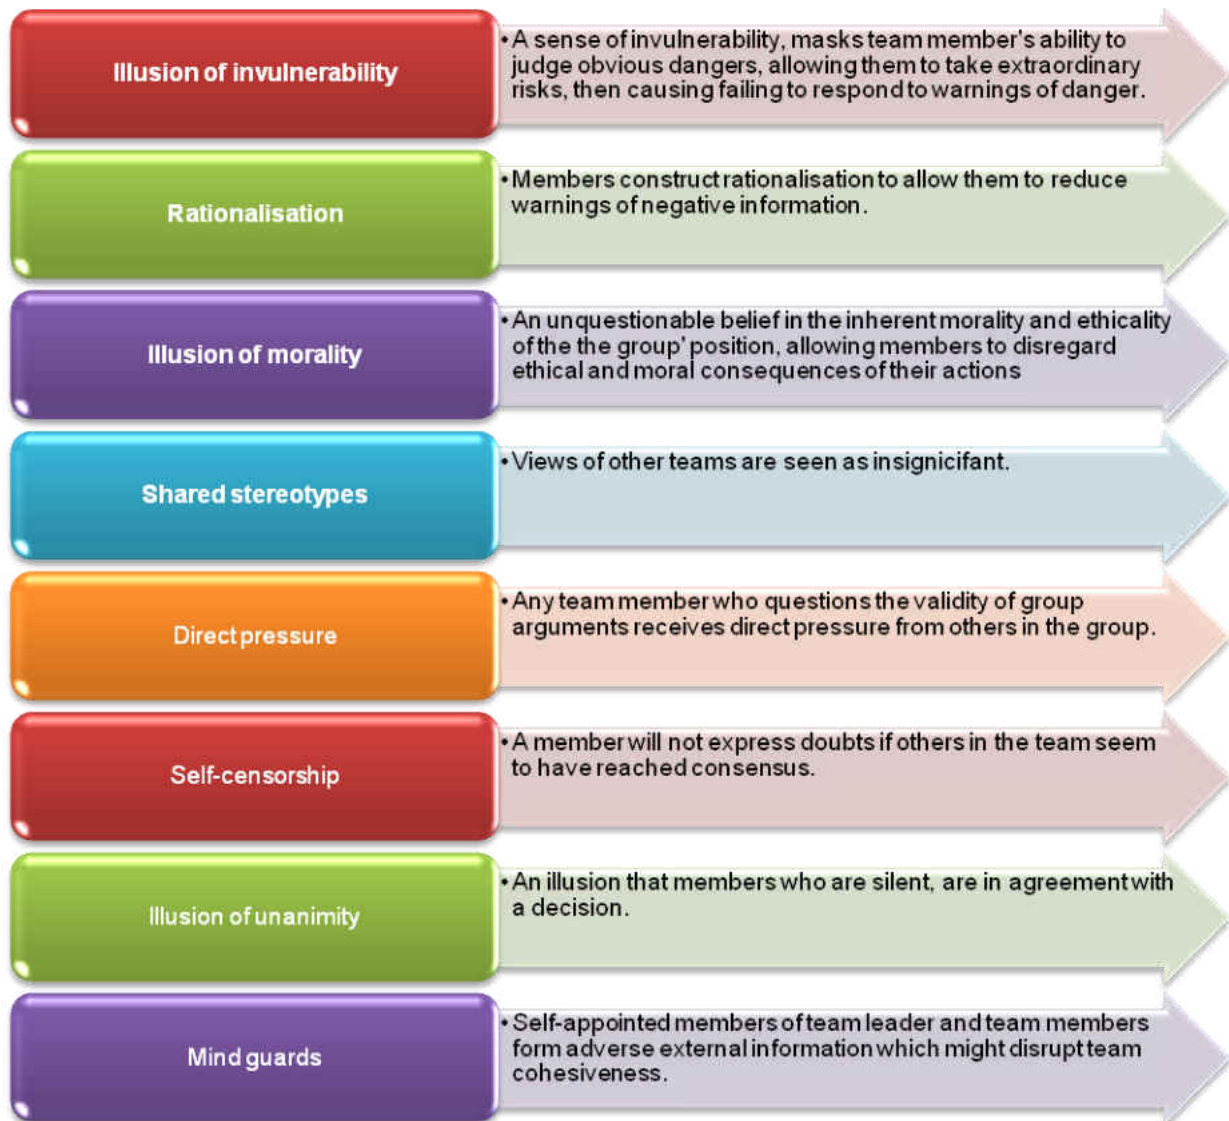 Illusion of invulnerability
• A sense of invulnerability, masks team member's ability to
judge obvious dangers, allowing them to take extraordinary
risks, then causing failing to respond to warnings of danger.
Rationalisation
• Members construct rationalisation to allow them to reduce
warnings of negative information.
Illusion of morality
• An unquestionable belief in the inherent morality and ethicality
of the the group' position, allowing members to disregard
ethical and moral consequences of their actions
Shared stereotypes
• Views of other teams are seen as insignicifant.
Direct pressure
• Any team member who questions the validity of group
arguments receives direct pressure from others in the group.
Self-censorship
• A member will not express doubts if others in the team seem
to have reached consensus.
Illusion of unanimity
• An illusion that members who are silent, are in agreement with
a decision.
Mind guards
• Self-appointed members of team leader and team members
form adverse external information which might disrupt team
cohesiveness.